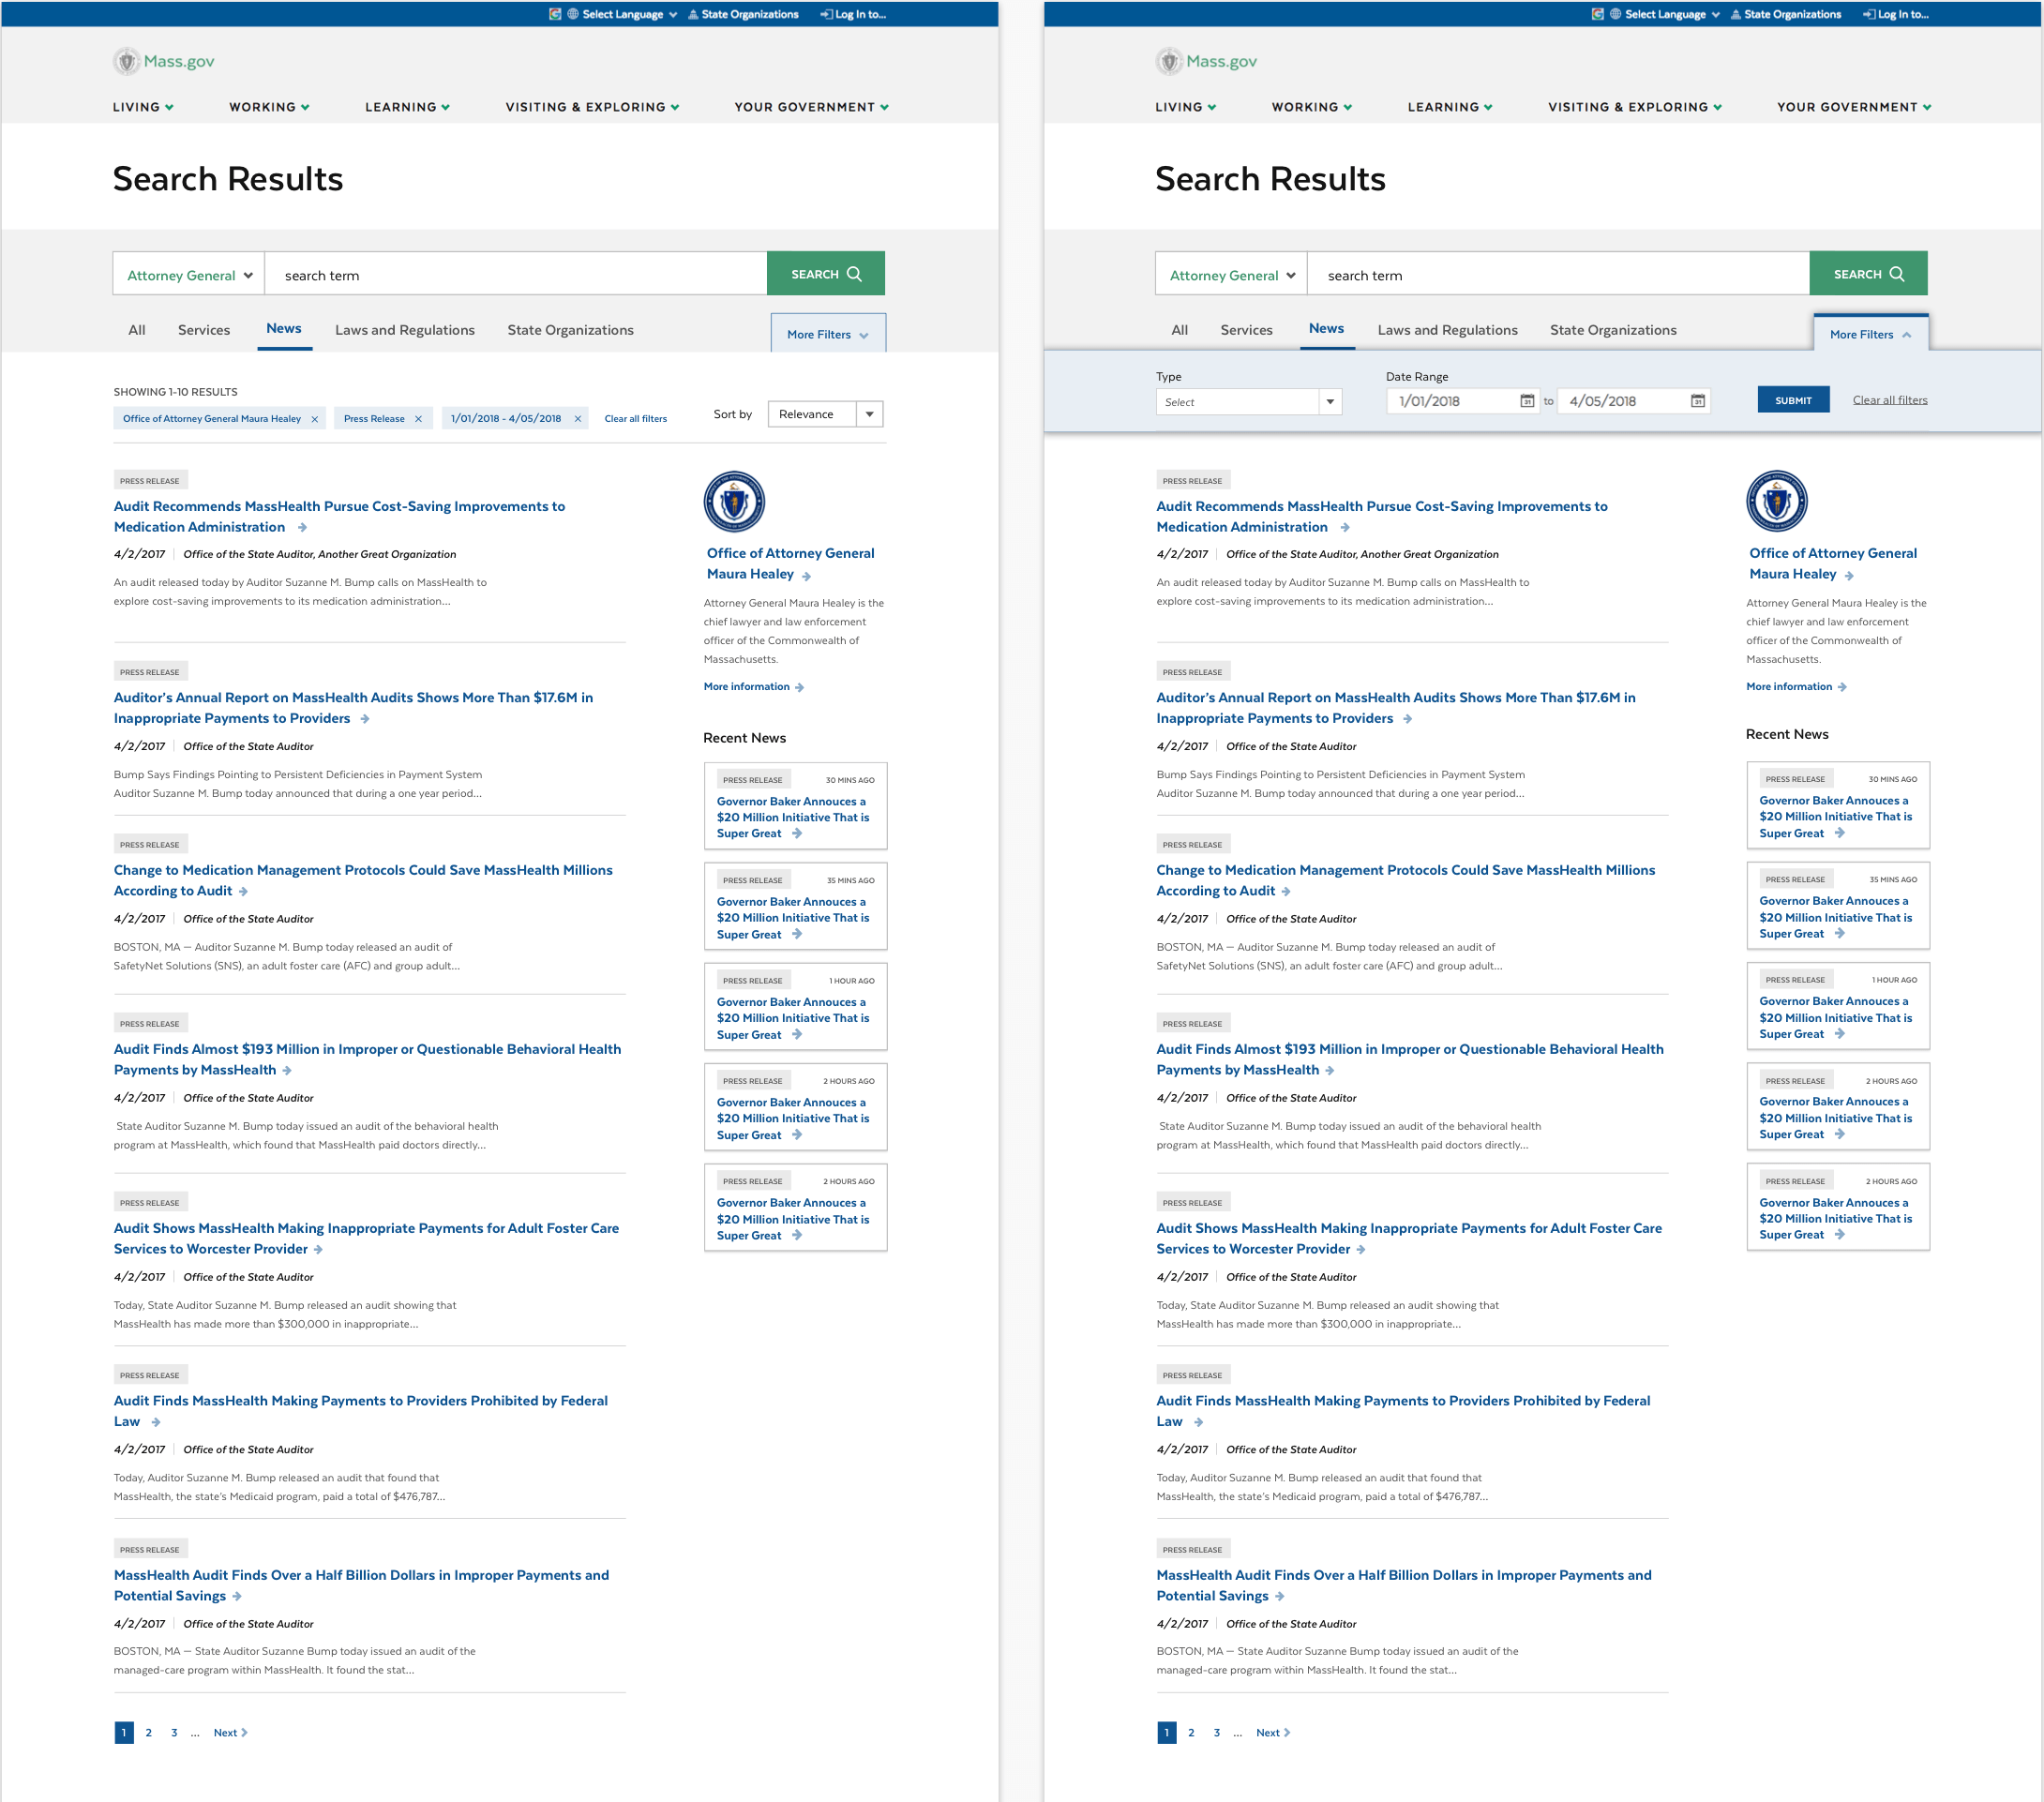 Select Language
State Organizations
Log In to...
Mass.gov
LIVING
WORKING
LEARNING
VISITING & EXPLORING
YOUR GOVERNMENT
Search Results
Attorney General
search term
SEARCH
All
Services
News
Laws and Regulations
State Organizations
More Filters
SHOWING 1-10 RESULTS
Office of Attorney General Maura Healey ×
Press Release ×
1/01/2018 - 4/05/2018 ×
Clear all filters
Sort by
Relevance
PRESS RELEASE
Audit Recommends MassHealth Pursue Cost-Saving Improvements to
Medication Administration
4/2/2017 | Office of the State Auditor, Another Great Organization
An audit released today by Auditor Suzanne M. Bump calls on MassHealth to
explore cost-saving improvements to its medication administration...
PRESS RELEASE
Auditor’s Annual Report on MassHealth Audits Shows More Than $17.6M in
Inappropriate Payments to Providers
4/2/2017 | Office of the State Auditor
Bump Says Findings Pointing to Persistent Deficiencies in Payment System
Auditor Suzanne M. Bump today announced that during a one year period...
PRESS RELEASE
Change to Medication Management Protocols Could Save MassHealth Millions
According to Audit
4/2/2017 | Office of the State Auditor
BOSTON, MA — Auditor Suzanne M. Bump today released an audit of
SafetyNet Solutions (SNS), an adult foster care (AFC) and group adult...
PRESS RELEASE
Audit Finds Almost $193 Million in Improper or Questionable Behavioral Health
Payments by MassHealth
4/2/2017 | Office of the State Auditor
State Auditor Suzanne M. Bump today issued an audit of the behavioral health
program at MassHealth, which found that MassHealth paid doctors directly...
PRESS RELEASE
Audit Shows MassHealth Making Inappropriate Payments for Adult Foster Care
Services to Worcester Provider
4/2/2017 | Office of the State Auditor
Today, State Auditor Suzanne M. Bump released an audit showing that
MassHealth has made more than $300,000 in inappropriate...
PRESS RELEASE
Audit Finds MassHealth Making Payments to Providers Prohibited by Federal
Law
4/2/2017 | Office of the State Auditor
Today, Auditor Suzanne M. Bump released an audit that found that
MassHealth, the state’s Medicaid program, paid a total of $476,787...
PRESS RELEASE
MassHealth Audit Finds Over a Half Billion Dollars in Improper Payments and
Potential Savings
4/2/2017 | Office of the State Auditor
BOSTON, MA — State Auditor Suzanne Bump today issued an audit of the
managed-care program within MassHealth. It found the stat...
1 2 3 ... Next
Office of Attorney General
Maura Healey
Attorney General Maura Healey is the
chief lawyer and law enforcement
officer of the Commonwealth of
Massachusetts.
More information
Recent News
PRESS RELEASE 30 MINS AGO
Governor Baker Annouces a
$20 Million Initiative That is
Super Great
PRESS RELEASE 35 MINS AGO
Governor Baker Annouces a
$20 Million Initiative That is
Super Great
PRESS RELEASE 1 HOUR AGO
Governor Baker Annouces a
$20 Million Initiative That is
Super Great
PRESS RELEASE 2 HOURS AGO
Governor Baker Annouces a
$20 Million Initiative That is
Super Great
PRESS RELEASE 2 HOURS AGO
Governor Baker Annouces a
$20 Million Initiative That is
Super Great
Select Language
State Organizations
Log In to...
Mass.gov
LIVING
WORKING
LEARNING
VISITING & EXPLORING
YOUR GOVERNMENT
Search Results
Attorney General
search term
SEARCH
All
Services
News
Laws and Regulations
State Organizations
More Filters
Type
Select
Date Range
1/01/2018 31 to 4/05/2018 31
SUBMIT
Clear all filters
PRESS RELEASE
Audit Recommends MassHealth Pursue Cost-Saving Improvements to
Medication Administration
4/2/2017 | Office of the State Auditor, Another Great Organization
An audit released today by Auditor Suzanne M. Bump calls on MassHealth to
explore cost-saving improvements to its medication administration...
PRESS RELEASE
Auditor’s Annual Report on MassHealth Audits Shows More Than $17.6M in
Inappropriate Payments to Providers
4/2/2017 | Office of the State Auditor
Bump Says Findings Pointing to Persistent Deficiencies in Payment System
Auditor Suzanne M. Bump today announced that during a one year period...
PRESS RELEASE
Change to Medication Management Protocols Could Save MassHealth Millions
According to Audit
4/2/2017 | Office of the State Auditor
BOSTON, MA — Auditor Suzanne M. Bump today released an audit of
SafetyNet Solutions (SNS), an adult foster care (AFC) and group adult...
PRESS RELEASE
Audit Finds Almost $193 Million in Improper or Questionable Behavioral Health
Payments by MassHealth
4/2/2017 | Office of the State Auditor
State Auditor Suzanne M. Bump today issued an audit of the behavioral health
program at MassHealth, which found that MassHealth paid doctors directly...
PRESS RELEASE
Audit Shows MassHealth Making Inappropriate Payments for Adult Foster Care
Services to Worcester Provider
4/2/2017 | Office of the State Auditor
Today, State Auditor Suzanne M. Bump released an audit showing that
MassHealth has made more than $300,000 in inappropriate...
PRESS RELEASE
Audit Finds MassHealth Making Payments to Providers Prohibited by Federal
Law
4/2/2017 | Office of the State Auditor
Today, Auditor Suzanne M. Bump released an audit that found that
MassHealth, the state’s Medicaid program, paid a total of $476,787...
PRESS RELEASE
MassHealth Audit Finds Over a Half Billion Dollars in Improper Payments and
Potential Savings
4/2/2017 | Office of the State Auditor
BOSTON, MA — State Auditor Suzanne Bump today issued an audit of the
managed-care program within MassHealth. It found the stat...
1 2 3 ... Next
Office of Attorney General
Maura Healey
Attorney General Maura Healey is the
chief lawyer and law enforcement
officer of the Commonwealth of
Massachusetts.
More information
Recent News
PRESS RELEASE 30 MINS AGO
Governor Baker Annouces a
$20 Million Initiative That is
Super Great
PRESS RELEASE 35 MINS AGO
Governor Baker Annouces a
$20 Million Initiative That is
Super Great
PRESS RELEASE 1 HOUR AGO
Governor Baker Annouces a
$20 Million Initiative That is
Super Great
PRESS RELEASE 2 HOURS AGO
Governor Baker Annouces a
$20 Million Initiative That is
Super Great
PRESS RELEASE 2 HOURS AGO
Governor Baker Annouces a
$20 Million Initiative That is
Super Great